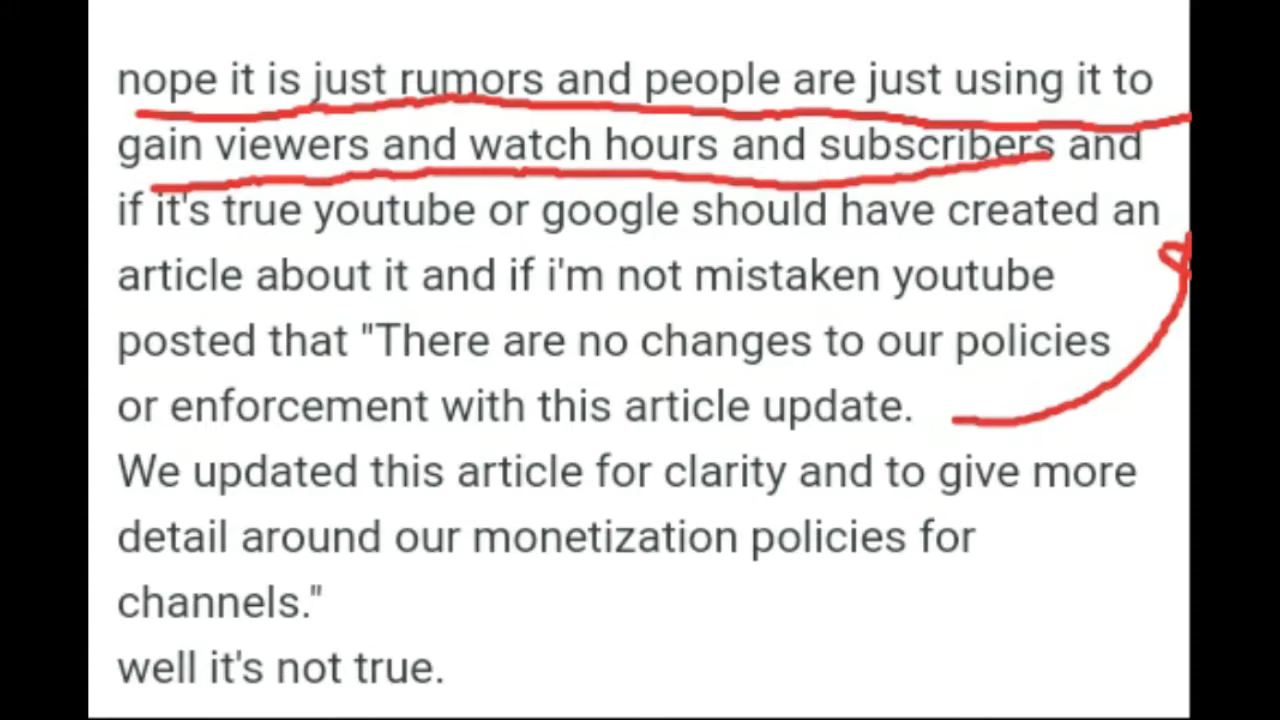 nope it is just rumors and people are just using it to
gain viewers and watch hours and subscribers and
if it's true youtube or google should have created an
article about it and if i'm not mistaken youtube
posted that "There are no changes to our policies
or enforcement with this article update.
We updated this article for clarity and to give more
detail around our monetization policies for
channels."
well it's not true.